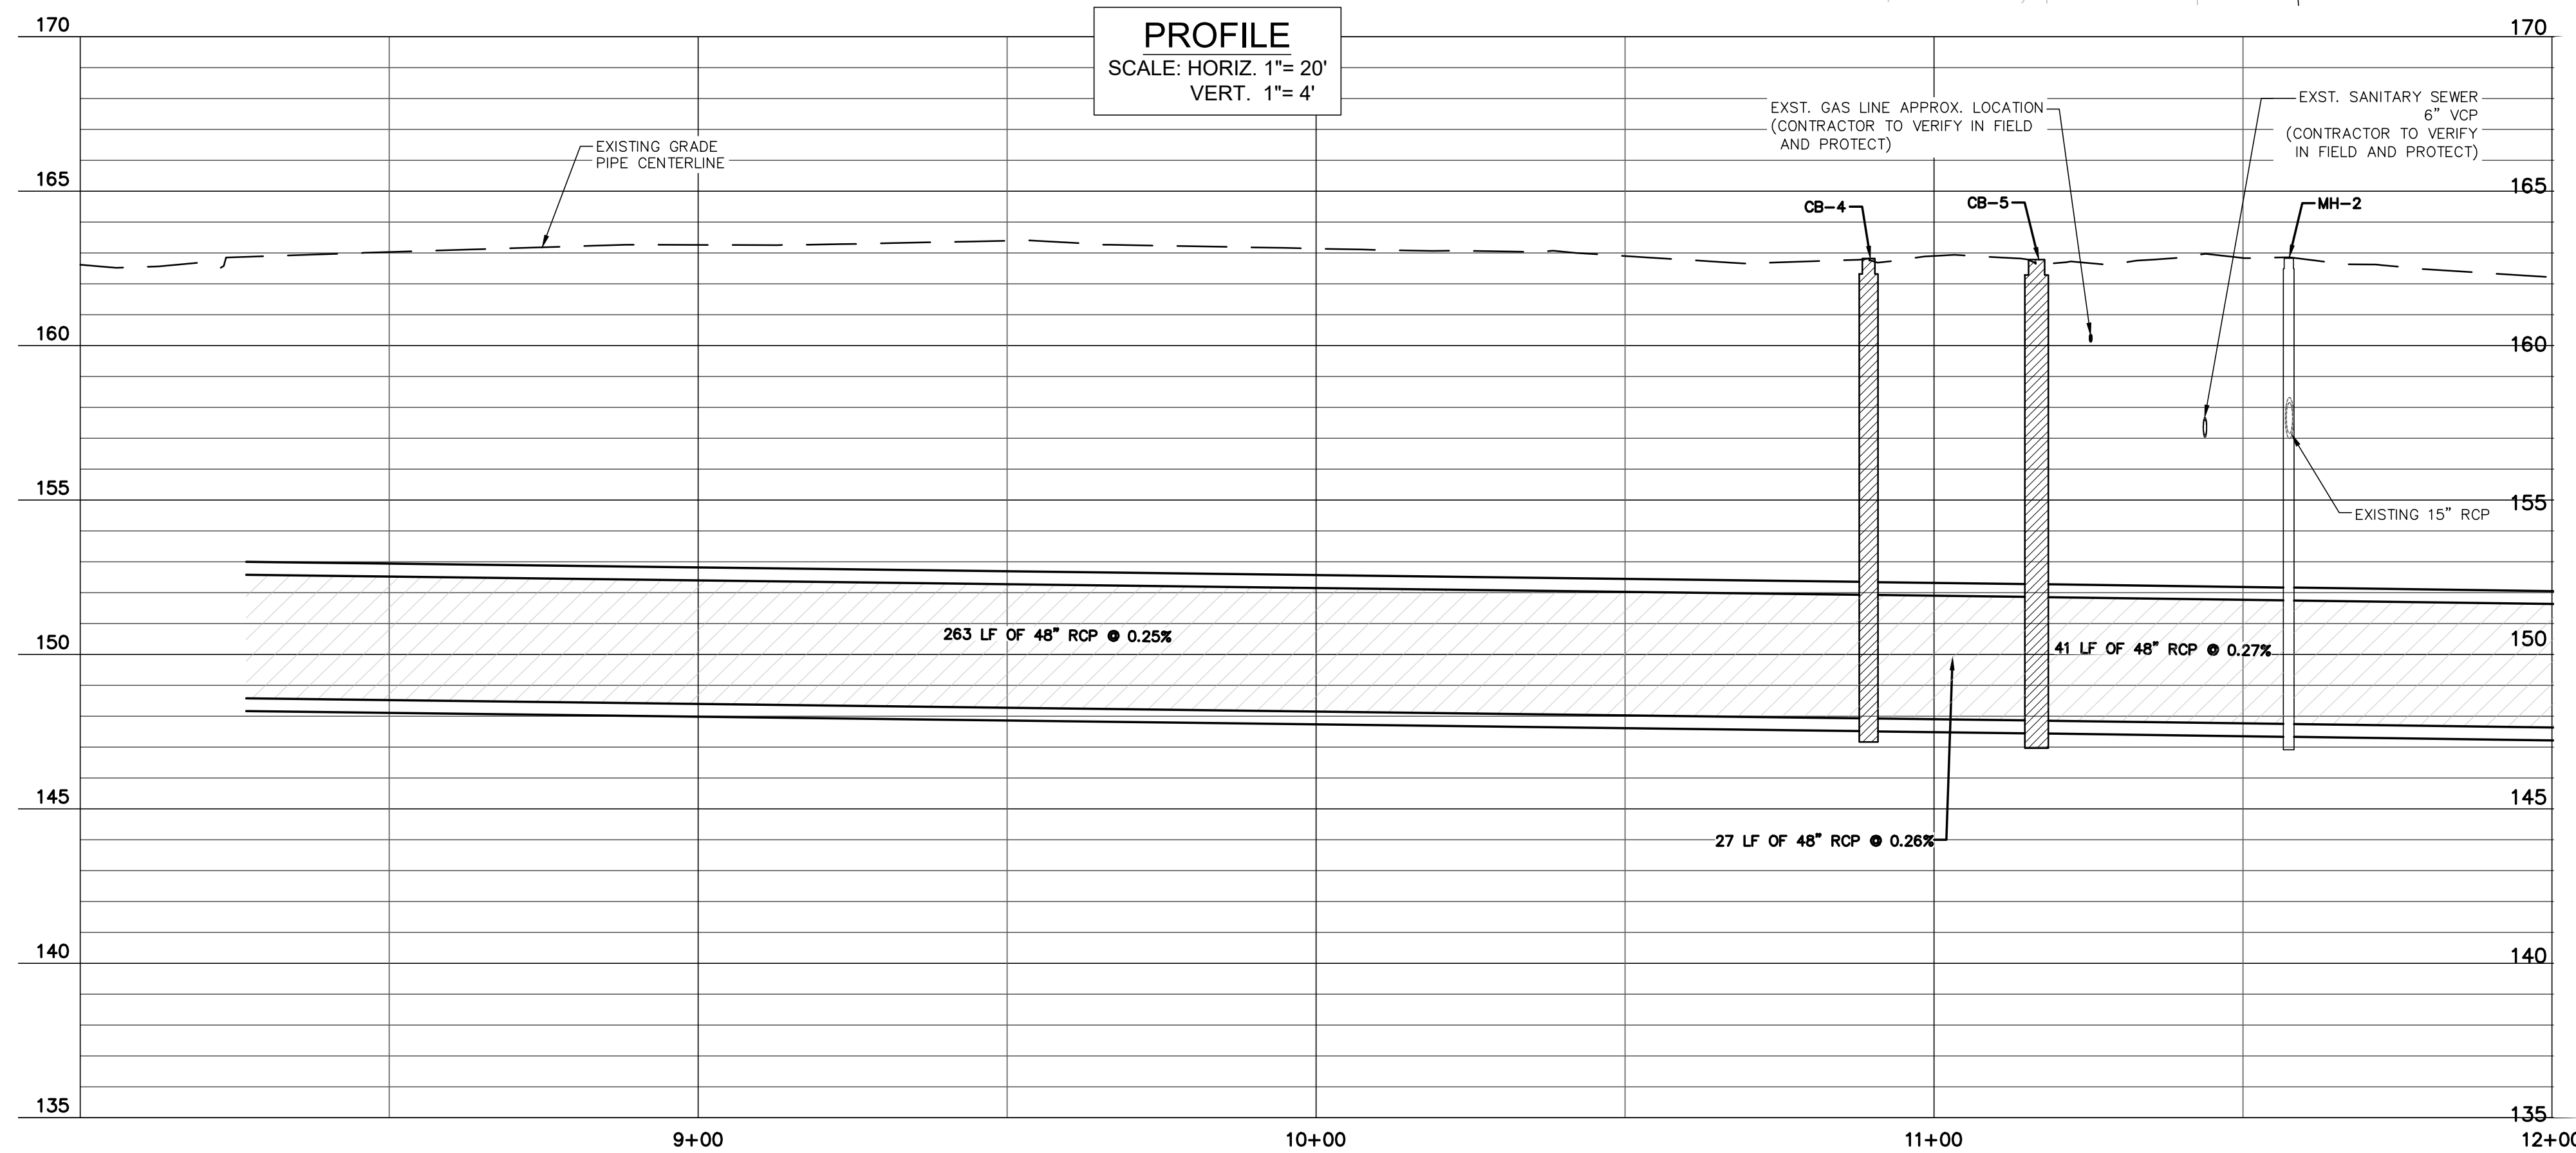 PROFILE
SCALE: HORIZ. 1"= 20'
VERT. 1"= 4'
170
170
EXST. GAS LINE APPROX. LOCATION
(CONTRACTOR TO VERIFY IN FIELD
AND PROTECT)
EXST. SANITARY SEWER
6" VCP
(CONTRACTOR TO VERIFY
IN FIELD AND PROTECT)
EXISTING GRADE
PIPE CENTERLINE
165
165
CB-4
CB-5
MH-2
160
160
155
155
EXISTING 15" RCP
263 LF OF 48" RCP @ 0.25%
150
150
41 LF OF 48" RCP @ 0.27%
145
145
27 LF OF 48" RCP @ 0.26%
140
140
135
135
9+00
10+00
11+00
12+00